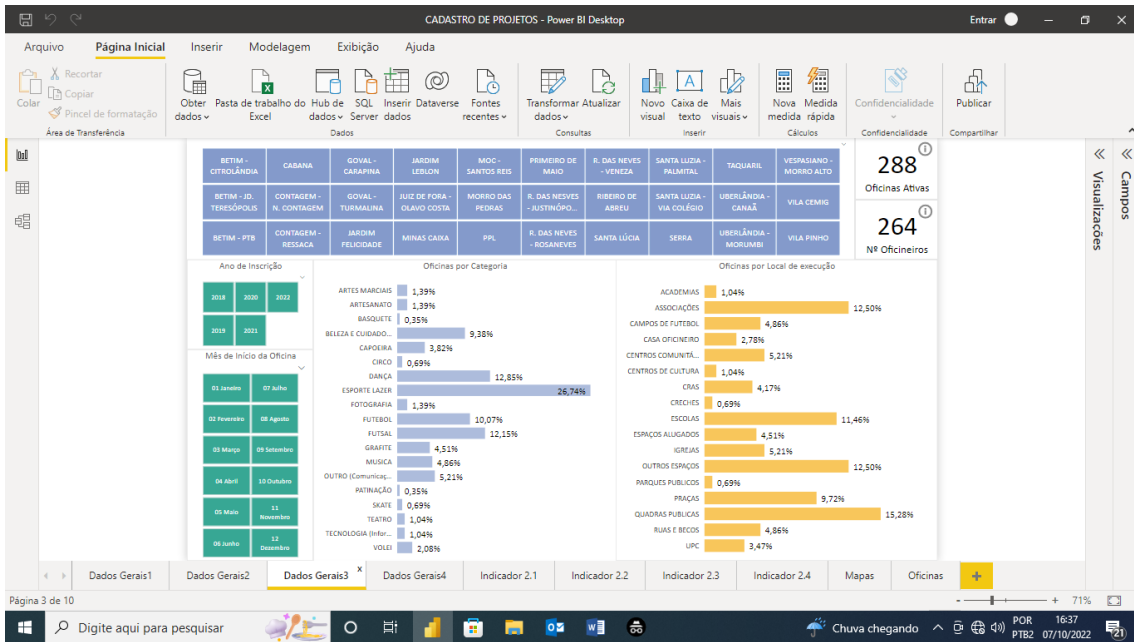 CADASTRO DE PROJETOS - Power BI Desktop
Entrar
Arquivo
Página Inicial
Inserir
Modelagem
Exibição
Ajuda
Colar
Recortar
Copiar
Pincel de formatação
Obter dados
Pasta de trabalho do Excel
Hub de dados
SQL Server
Inserir dados
Dataverse
Fontes recentes
Transformar dados
Atualizar
Novo visual
Caixa de texto
Mais visuais
Nova medida
Medida rápida
Confidencialidade
Publicar
Área de Transferência
Dados
Consultas
Inserir
Cálculos
Confidencialidade
Compartilhar
BETIM - CITROLÂNDIA
CABANA
GOVAL - CARAPINA
JARDIM LEBLON
MOC - SANTOS REIS
PRIMEIRO DE MAIO
R. DAS NEVES - VENEZA
SANTA LUZIA - PALMITAL
TAQUARIL
VESPASIANO - MORRO ALTO
BETIM - JD. TERESÓPOLIS
CONTAGEM - N. CONTAGEM
GOVAL - TURMALINA
JUIZ DE FORA - OLAVO COSTA
MORRO DAS PEDRAS
R. DAS NESVES - JUSTINÓPO...
RIBEIRO DE ABREU
SANTA LUZIA - VIA COLÉGIO
UBERLÂNDIA - CANAÃ
VILA CEMIG
BETIM - PTB
CONTAGEM - RESSACA
JARDIM FELICIDADE
MINAS CAIXA
PPL
R. DAS NEVES - ROSANEVES
SANTA LÚCIA
SERRA
UBERLÂNDIA - MORUMBI
VILA PINHO
288
Oficinas Ativas
264
Nº Oficineiros
Visualizações
Campos
Ano de Inscrição
2018 2020 2022
2019 2021
Mês de Início da Oficina
01 Janeiro 07 Julho
02 Fevereiro 08 Agosto
03 Março 09 Setembro
04 Abril 10 Outubro
05 Maio 11 Novembro
06 Junho 12 Dezembro
Oficinas por Categoria
ARTES MARCIAIS 1,39%
ARTESANATO 1,39%
BASQUETE 0,35%
BELEZA E CUIDADO... 9,38%
CAPOEIRA 3,82%
CIRCO 0,69%
DANÇA 12,85%
ESPORTE LAZER 26,74%
FOTOGRAFIA 1,39%
FUTEBOL 10,07%
FUTSAL 12,15%
GRAFITE 4,51%
MUSICA 4,86%
OUTRO (Comunicaç... 5,21%
PATINAÇÃO 0,35%
SKATE 0,69%
TEATRO 1,04%
TECNOLOGIA (Infor... 1,04%
VOLEI 2,08%
Oficinas por Local de execução
ACADEMIAS 1,04%
ASSOCIAÇÕES 12,50%
CAMPOS DE FUTEBOL 4,86%
CASA OFICINEIRO 2,78%
CENTROS COMUNITÁ... 5,21%
CENTROS DE CULTURA 1,04%
CRAS 4,17%
CRECHES 0,69%
ESCOLAS 11,46%
ESPAÇOS ALUGADOS 4,51%
IGREJAS 5,21%
OUTROS ESPAÇOS 12,50%
PARQUES PUBLICOS 0,69%
PRAÇAS 9,72%
QUADRAS PUBLICAS 15,28%
RUAS E BECOS 4,86%
UPC 3,47%
Dados Gerais1
Dados Gerais2
Dados Gerais3 x
Dados Gerais4
Indicador 2.1
Indicador 2.2
Indicador 2.3
Indicador 2.4
Mapas
Oficinas
+
Página 3 de 10
- + 71%
Digite aqui para pesquisar
Chuva chegando
POR
PTB2
16:37
07/10/2022
21